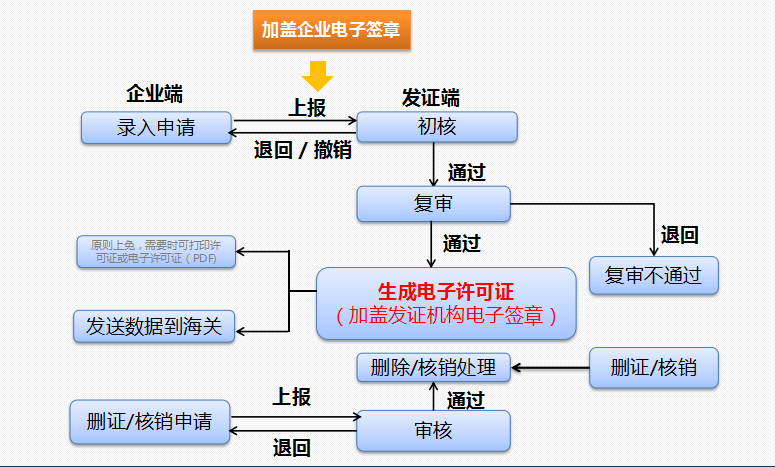 加盖企业电子签章
企业端
发证端
录入申请
上报
初核
退回 / 撤销
通过
复审
退回
通过
原则上免，需要时可打印许
可证或电子许可证（PDF)
生成电子许可证
（加盖发证机构电子签章）
复审不通过
发送数据到海关
删除/核销处理
删证/核销
删证/核销申请
上报
通过
审核
退回